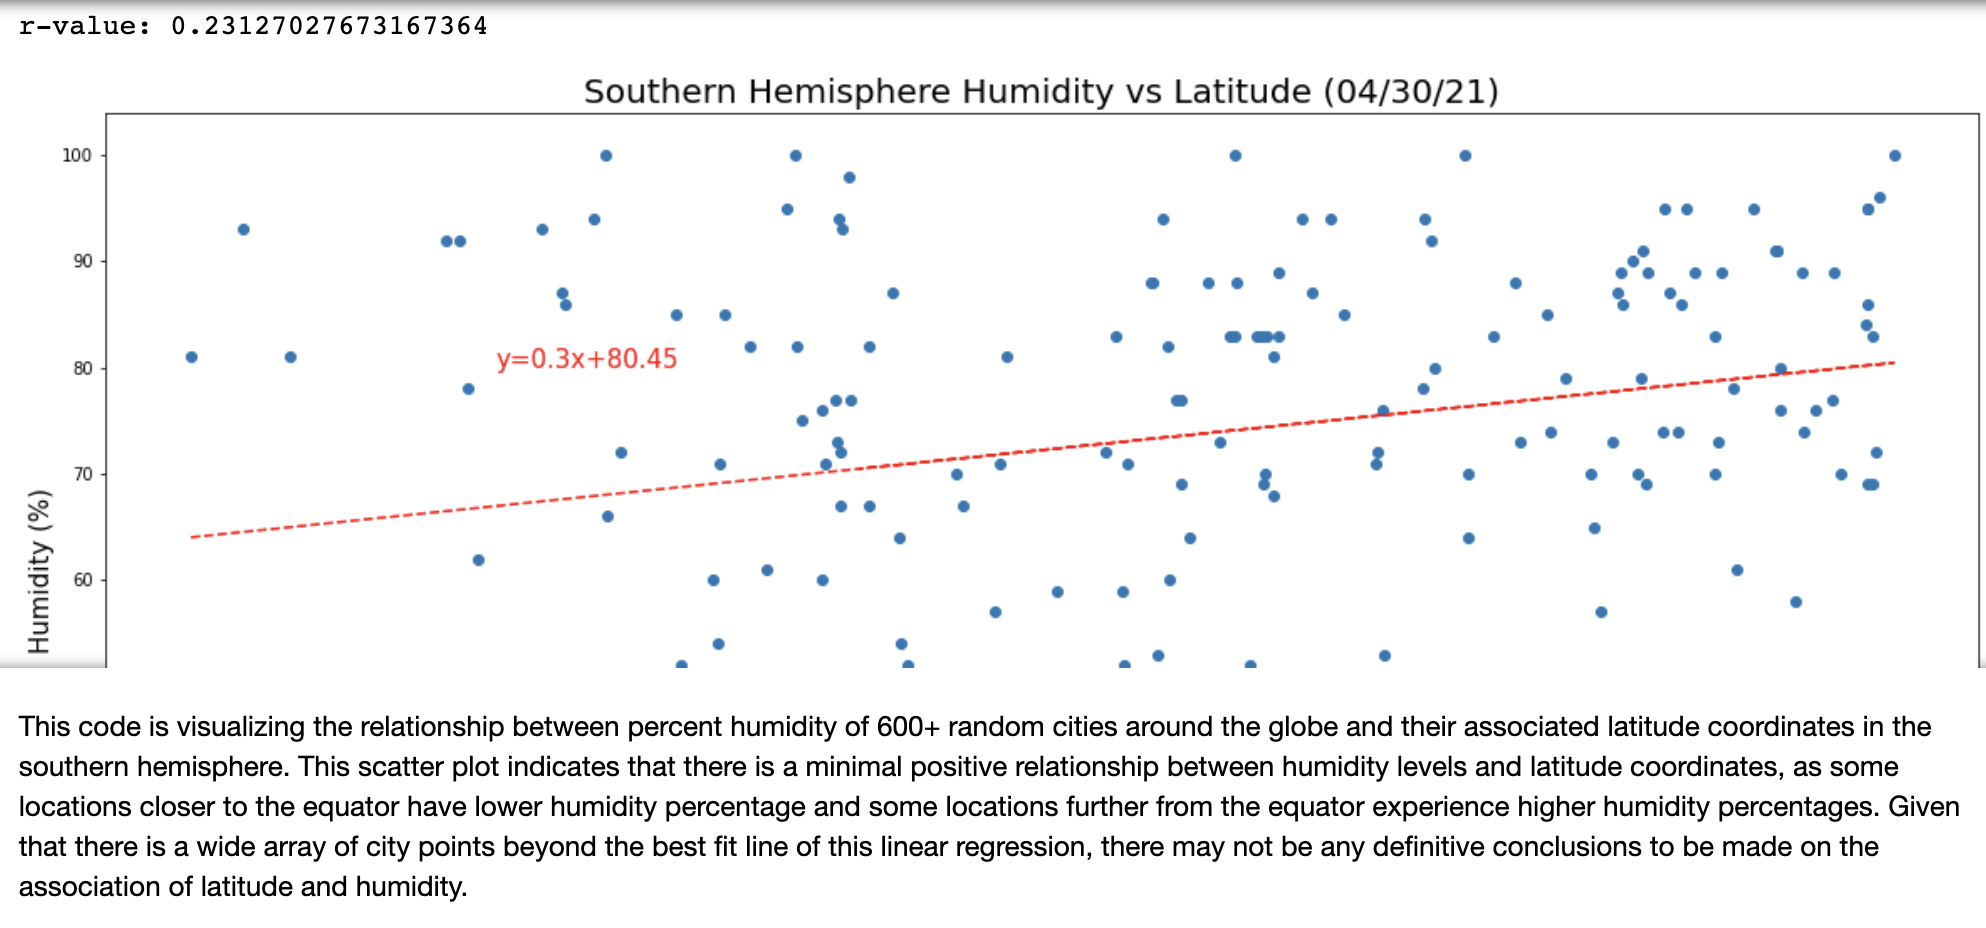 r-value: 0.23127027673167364
Southern Hemisphere Humidity vs Latitude (04/30/21)
100
90
80
70
60
Humidity (%)
y=0.3x+80.45
This code is visualizing the relationship between percent humidity of 600+ random cities around the globe and their associated latitude coordinates in the
southern hemisphere. This scatter plot indicates that there is a minimal positive relationship between humidity levels and latitude coordinates, as some
locations closer to the equator have lower humidity percentage and some locations further from the equator experience higher humidity percentages. Given
that there is a wide array of city points beyond the best fit line of this linear regression, there may not be any definitive conclusions to be made on the
association of latitude and humidity.